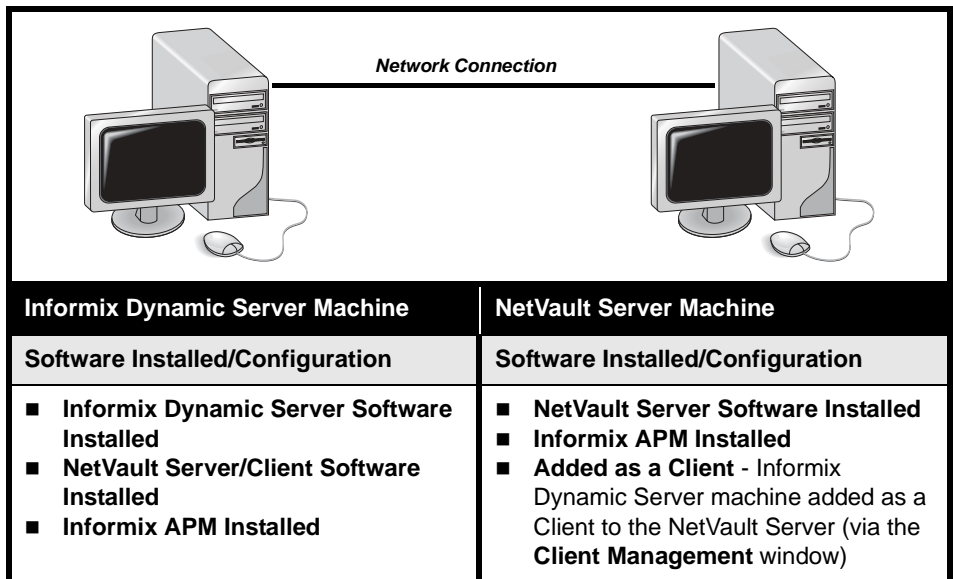 Network Connection
Informix Dynamic Server Machine
NetVault Server Machine
Software Installed/Configuration
Software Installed/Configuration
■ Informix Dynamic Server Software
Installed
■ NetVault Server/Client Software
Installed
■ Informix APM Installed
■ NetVault Server Software Installed
■ Informix APM Installed
■ Added as a Client - Informix
Dynamic Server machine added as a
Client to the NetVault Server (via the
Client Management window)